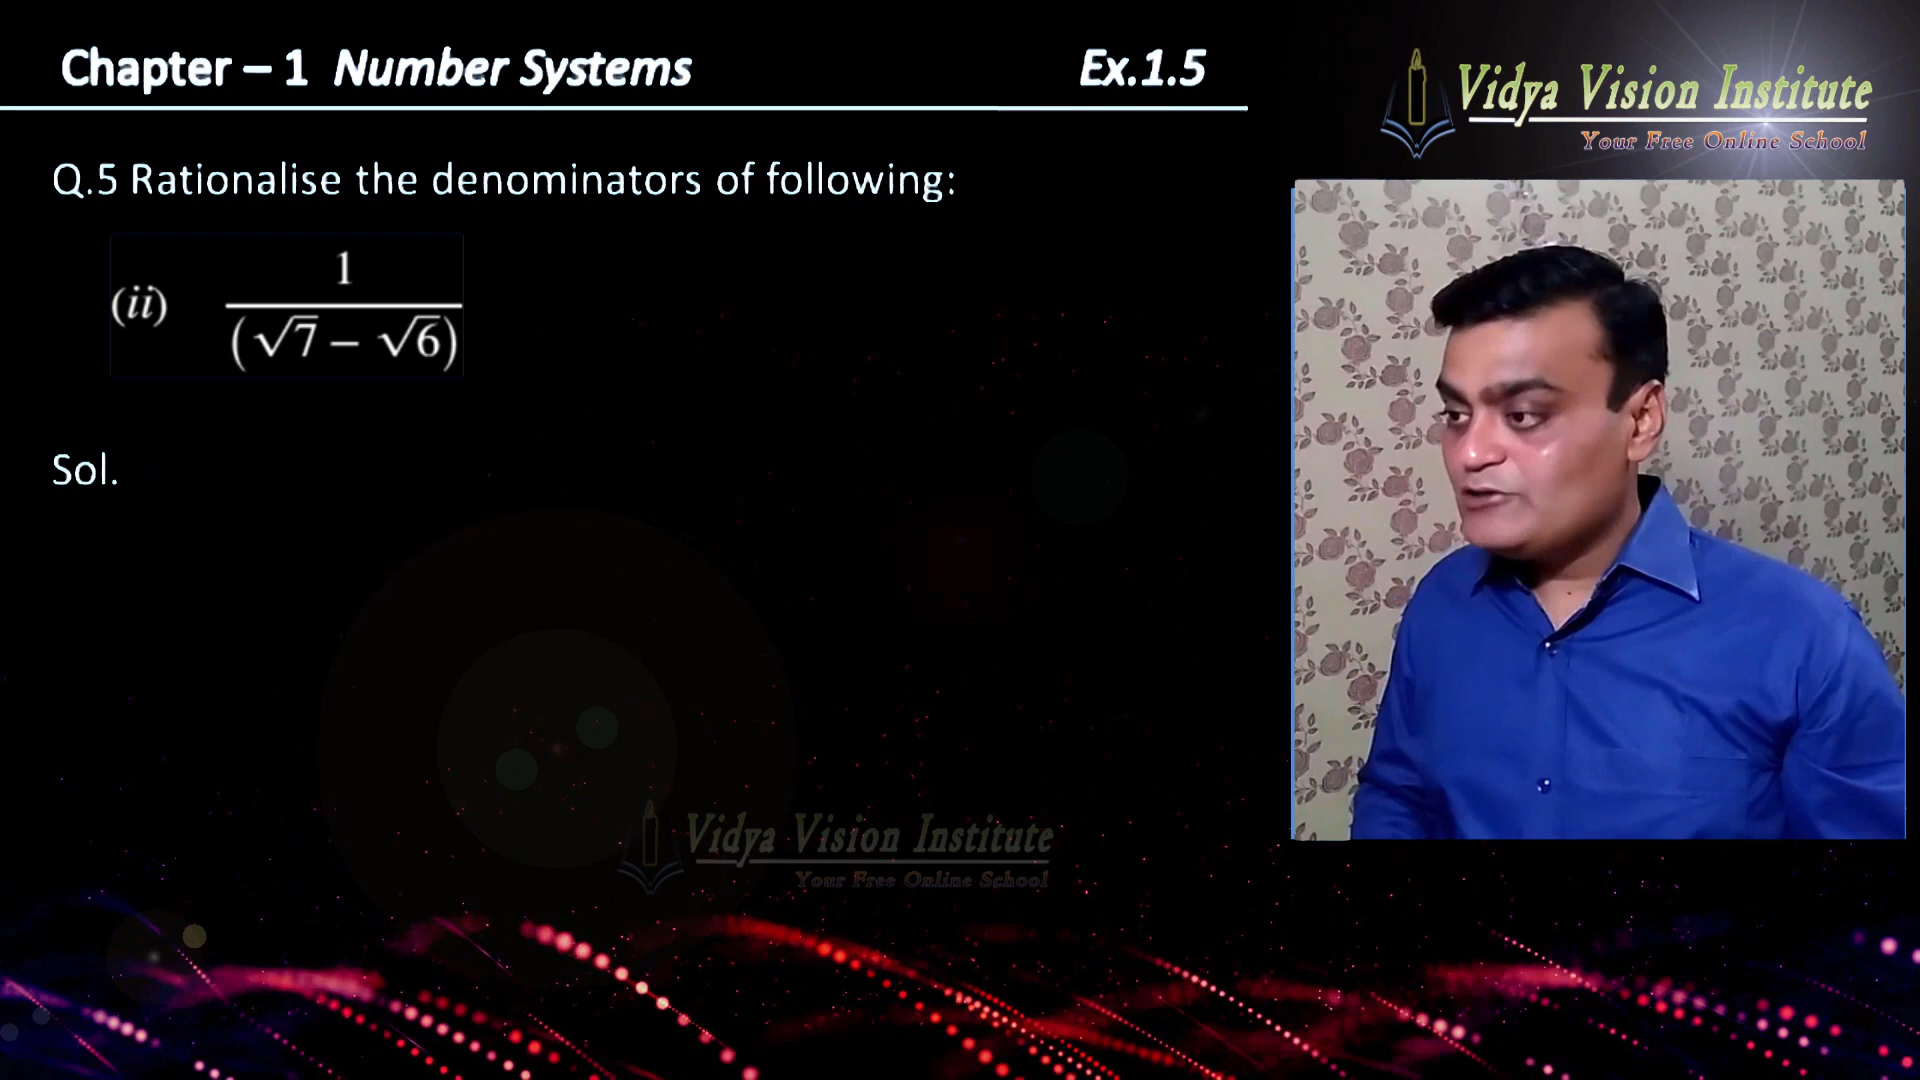 Chapter – 1 Number Systems Ex.1.5
Vidya Vision Institute
Your Free Online School
Q.5 Rationalise the denominators of following:
(ii) 1
(√7 – √6)
Sol.
Vidya Vision Institute
Your Free Online School